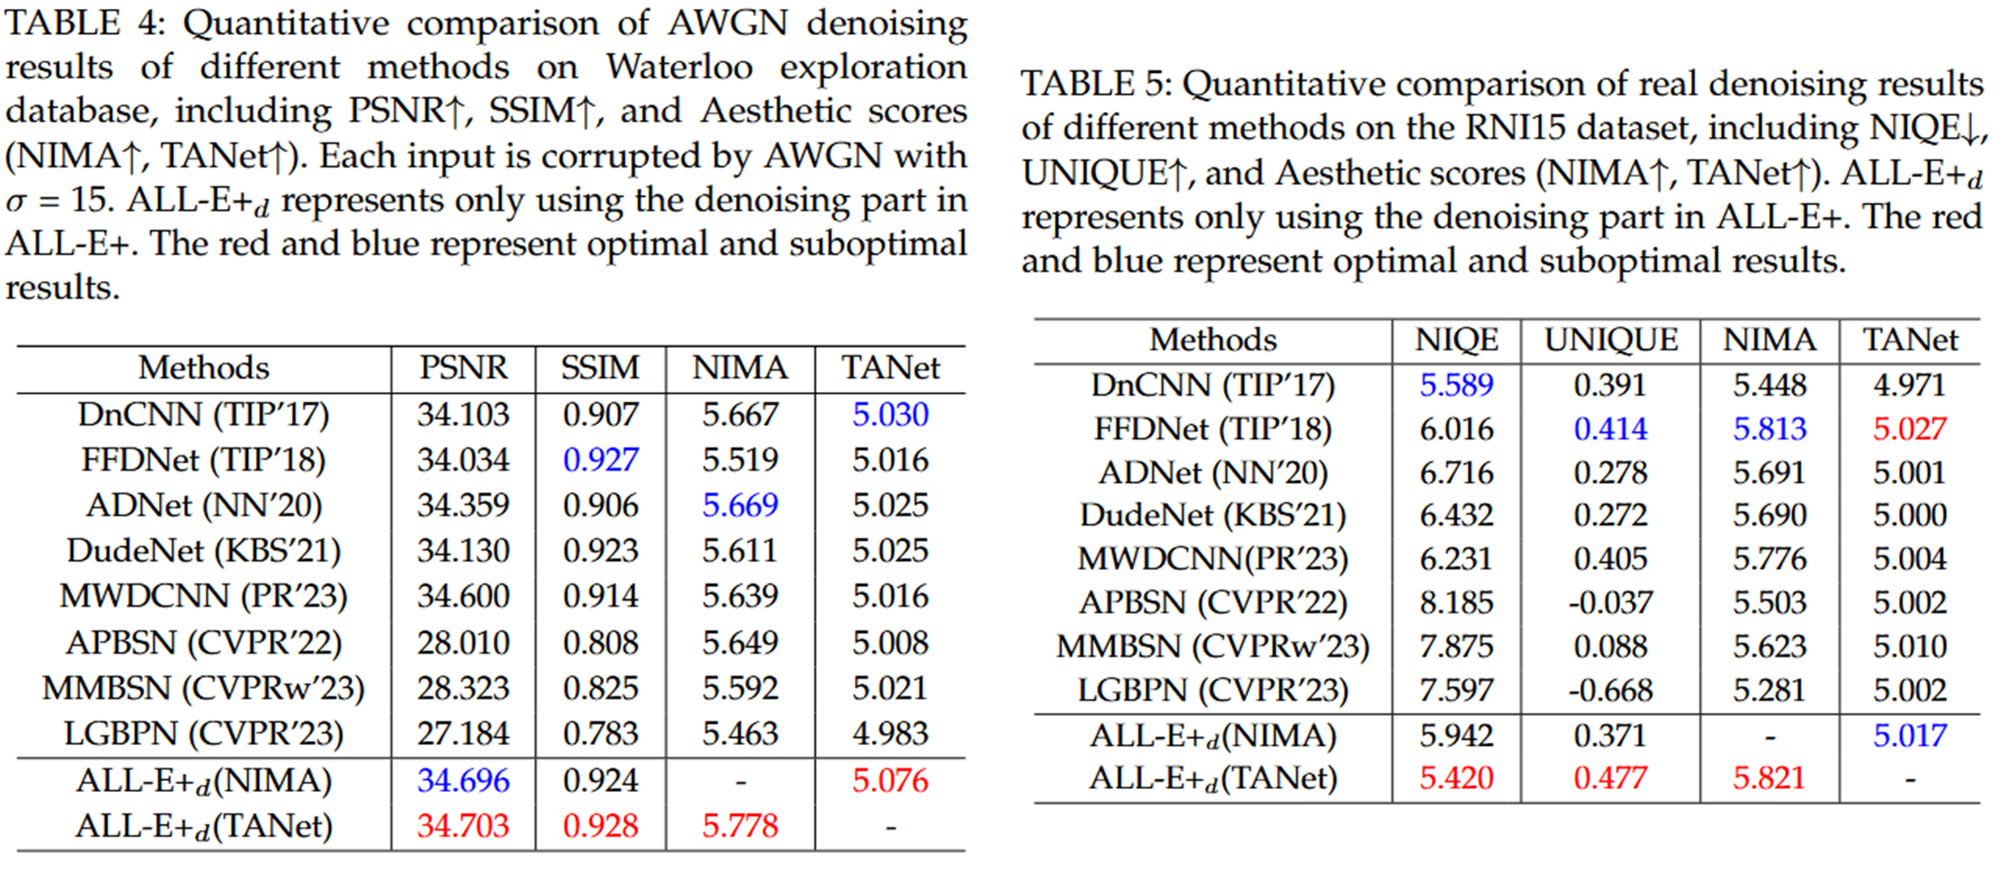 TABLE 4: Quantitative comparison of AWGN denoising
results of different methods on Waterloo exploration
database, including PSNR↑, SSIM↑, and Aesthetic scores
(NIMA↑, TANet↑). Each input is corrupted by AWGN with
σ = 15. ALL-E+d represents only using the denoising part in
ALL-E+. The red and blue represent optimal and suboptimal
results.
Methods PSNR SSIM NIMA TANet
DnCNN (TIP'17) 34.103 0.907 5.667 5.030
FFDNet (TIP'18) 34.034 0.927 5.519 5.016
ADNet (NN'20) 34.359 0.906 5.669 5.025
DudeNet (KBS'21) 34.130 0.923 5.611 5.025
MWDCNN (PR'23) 34.600 0.914 5.639 5.016
APBSN (CVPR'22) 28.010 0.808 5.649 5.008
MMBSN (CVPRw'23) 28.323 0.825 5.592 5.021
LGBPN (CVPR'23) 27.184 0.783 5.463 4.983
ALL-E+d(NIMA) 34.696 0.924 - 5.076
ALL-E+d(TANet) 34.703 0.928 5.778 -
TABLE 5: Quantitative comparison of real denoising results
of different methods on the RNI15 dataset, including NIQE↓,
UNIQUE↑, and Aesthetic scores (NIMA↑, TANet↑). ALL-E+d
represents only using the denoising part in ALL-E+. The red
and blue represent optimal and suboptimal results.
Methods NIQE UNIQUE NIMA TANet
DnCNN (TIP'17) 5.589 0.391 5.448 4.971
FFDNet (TIP'18) 6.016 0.414 5.813 5.027
ADNet (NN'20) 6.716 0.278 5.691 5.001
DudeNet (KBS'21) 6.432 0.272 5.690 5.000
MWDCNN(PR'23) 6.231 0.405 5.776 5.004
APBSN (CVPR'22) 8.185 -0.037 5.503 5.002
MMBSN (CVPRw'23) 7.875 0.088 5.623 5.010
LGBPN (CVPR'23) 7.597 -0.668 5.281 5.002
ALL-E+d(NIMA) 5.942 0.371 - 5.017
ALL-E+d(TANet) 5.420 0.477 5.821 -